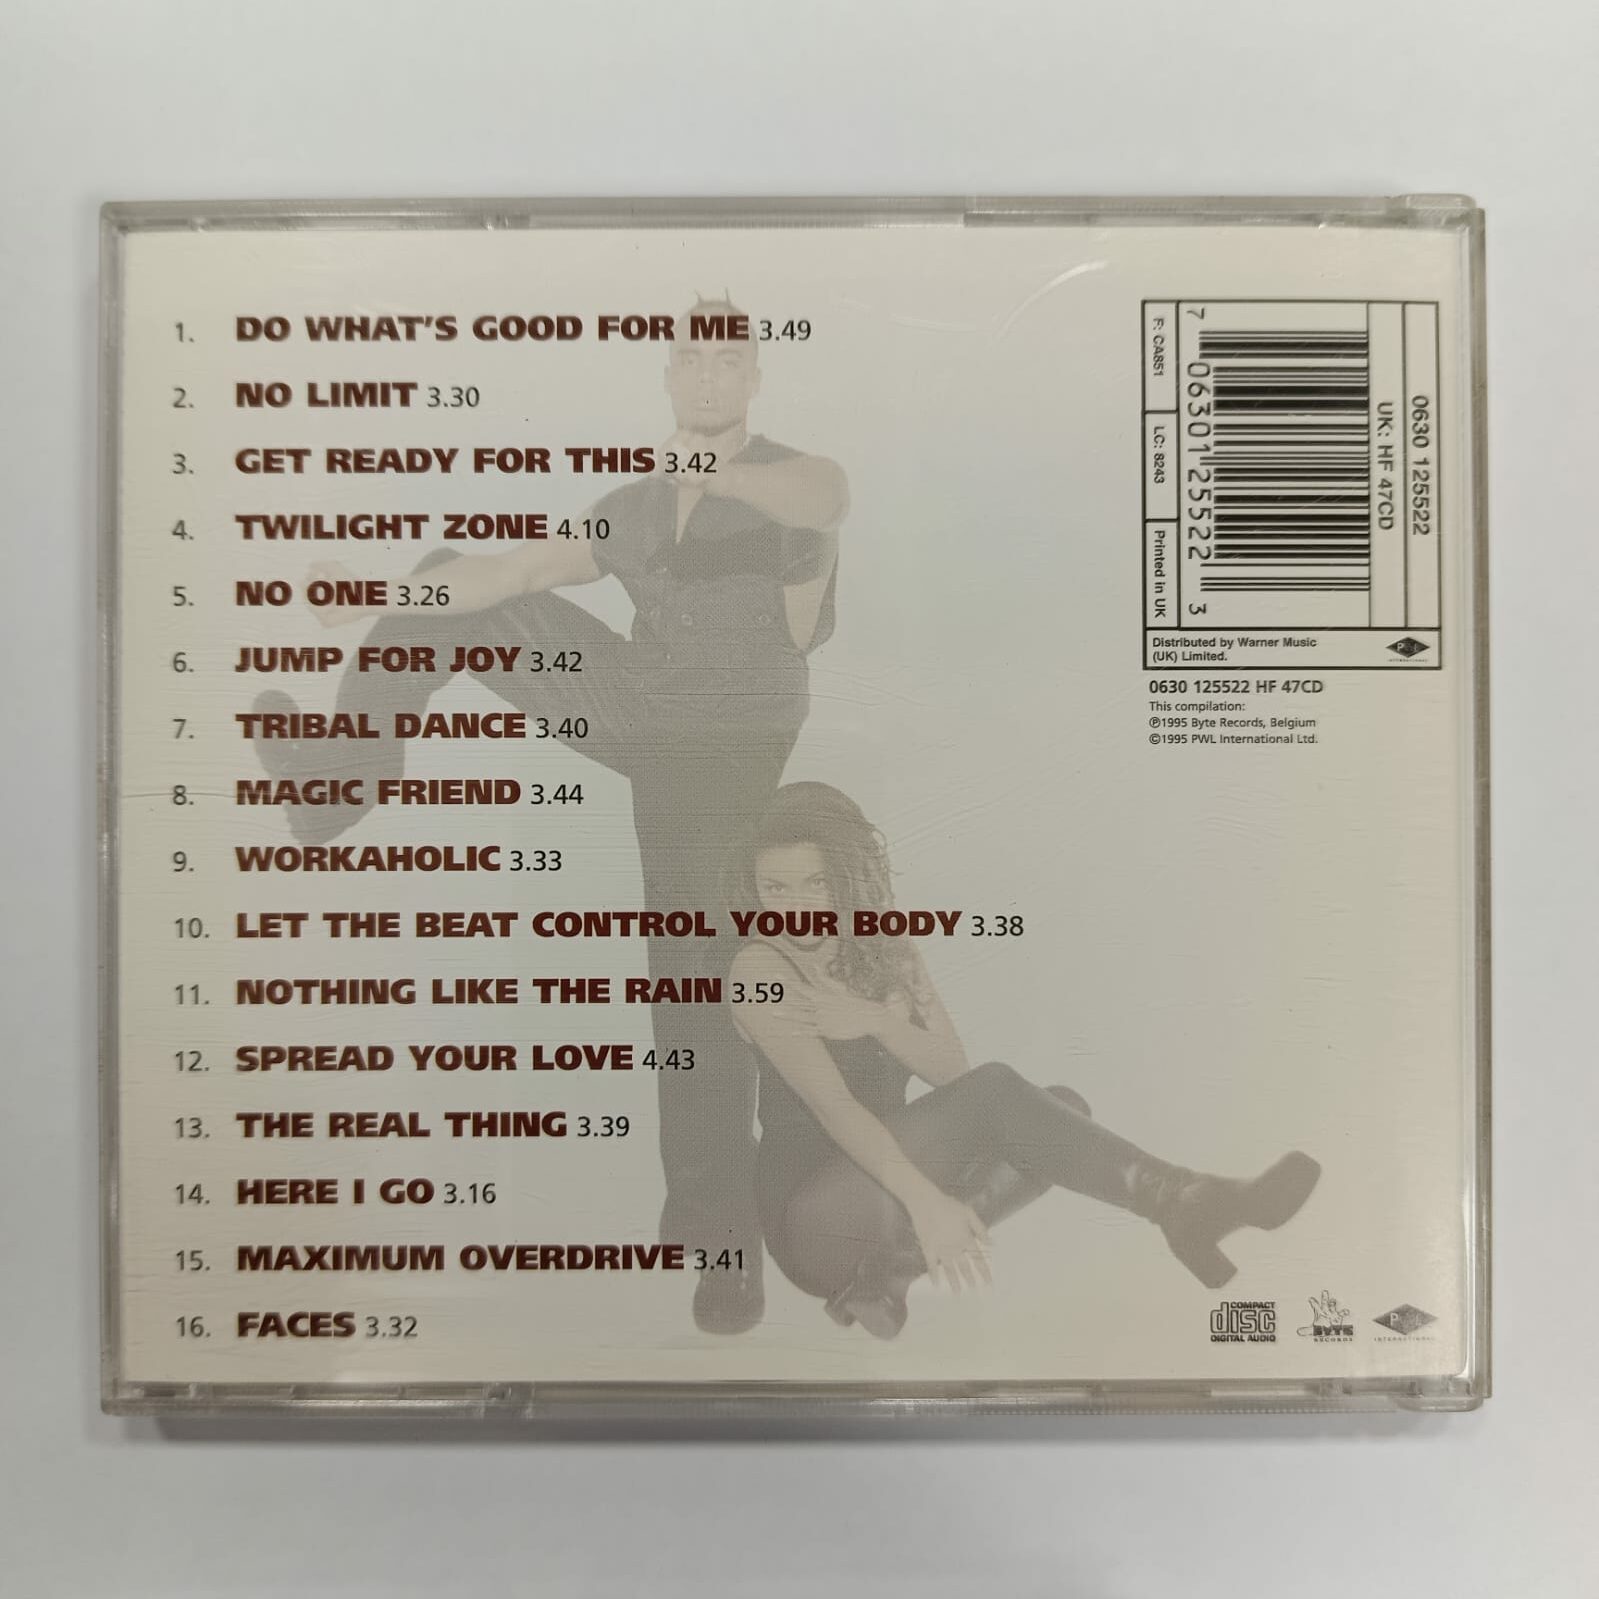 1. DO WHAT'S GOOD FOR ME 3.49
2. NO LIMIT 3.30
3. GET READY FOR THIS 3.42
4. TWILIGHT ZONE 4.10
5. NO ONE 3.26
6. JUMP FOR JOY 3.42
7. TRIBAL DANCE 3.40
8. MAGIC FRIEND 3.44
9. WORKAHOLIC 3.33
10. LET THE BEAT CONTROL YOUR BODY 3.38
11. NOTHING LIKE THE RAIN 3.59
12. SPREAD YOUR LOVE 4.43
13. THE REAL THING 3.39
14. HERE I GO 3.16
15. MAXIMUM OVERDRIVE 3.41
16. FACES 3.32
0630 125522
UK: HF 47CD
7 06301 25522 3
F: CA851
LC: 8243
Printed in UK
Distributed by Warner Music
(UK) Limited.
PWL
INTERNATIONAL
0630 125522 HF 47CD
This compilation:
℗1995 Byte Records, Belgium
©1995 PWL International Ltd.
COMPACT
disc
DIGITAL AUDIO
BYTE
RECORDS
PWL
INTERNATIONAL